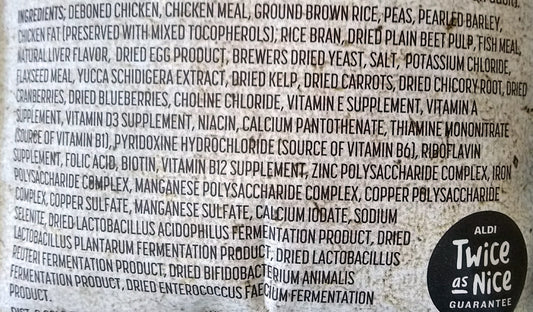 INGREDIENTS: DEBONED CHICKEN, CHICKEN MEAL, GROUND BROWN RICE, PEAS, PEARLED BARLEY,
CHICKEN FAT (PRESERVED WITH MIXED TOCOPHEROLS), RICE BRAN, DRIED PLAIN BEET PULP, FISH MEAL,
NATURAL LIVER FLAVOR, DRIED EGG PRODUCT, BREWERS DRIED YEAST, SALT, POTASSIUM CHLORIDE,
FLAXSEED MEAL, YUCCA SCHIDIGERA EXTRACT, DRIED KELP, DRIED CARROTS, DRIED CHICORY ROOT, DRIED
CRANBERRIES, DRIED BLUEBERRIES, CHOLINE CHLORIDE, VITAMIN E SUPPLEMENT, VITAMIN A
SUPPLEMENT, VITAMIN D3 SUPPLEMENT, NIACIN, CALCIUM PANTOTHENATE, THIAMINE MONONITRATE
(SOURCE OF VITAMIN B1), PYRIDOXINE HYDROCHLORIDE (SOURCE OF VITAMIN B6), RIBOFLAVIN
SUPPLEMENT, FOLIC ACID, BIOTIN, VITAMIN B12 SUPPLEMENT, ZINC POLYSACCHARIDE COMPLEX, IRON
POLYSACCHARIDE COMPLEX, MANGANESE POLYSACCHARIDE COMPLEX, COPPER POLYSACCHARIDE
COMPLEX, COPPER SULFATE, MANGANESE SULFATE, CALCIUM IODATE, SODIUM
SELENITE, DRIED LACTOBACILLUS ACIDOPHILUS FERMENTATION PRODUCT, DRIED
LACTOBACILLUS PLANTARUM FERMENTATION PRODUCT, DRIED LACTOBACILLUS
REUTERI FERMENTATION PRODUCT, DRIED BIFIDOBACTERIUM ANIMALIS
FERMENTATION PRODUCT, DRIED ENTEROCOCCUS FAECIUM FERMENTATION
PRODUCT.
ALDI
Twice
as Nice
GUARANTEE